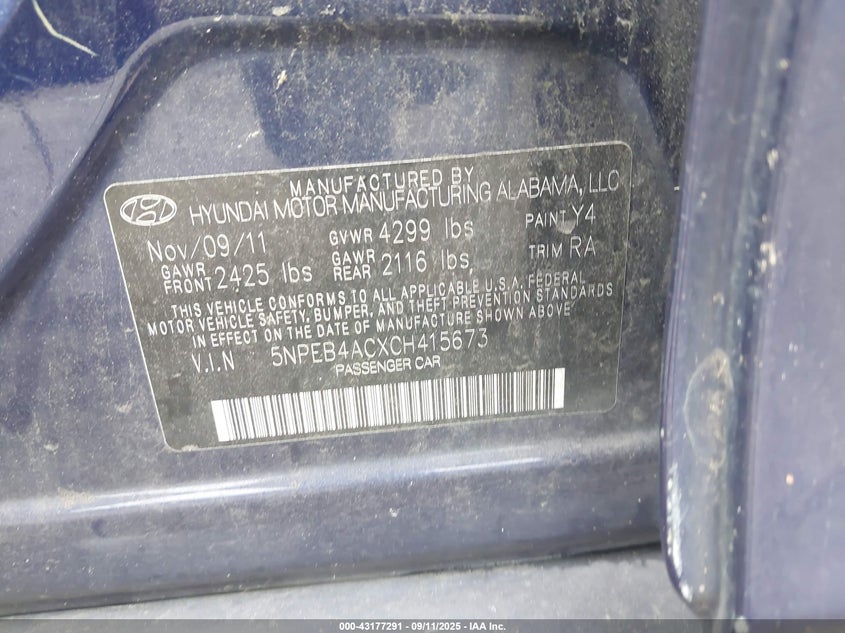 MANUFACTURED BY
HYUNDAI MOTOR MANUFACTURING ALABAMA, LLC
Nov/09/11 GVWR 4299 lbs PAINT Y4
GAWR FRONT 2425 lbs GAWR REAR 2116 lbs, TRIM RA
THIS VEHICLE CONFORMS TO ALL APPLICABLE U.S.A. FEDERAL
MOTOR VEHICLE SAFETY, BUMPER, AND THEFT PREVENTION STANDARDS
IN EFFECT ON THE DATE OF MANUFACTURE SHOWN ABOVE
V.I.N 5NPEB4ACXCH415673
PASSENGER CAR
000-43177291 - 09/11/2025 - IAA Inc.